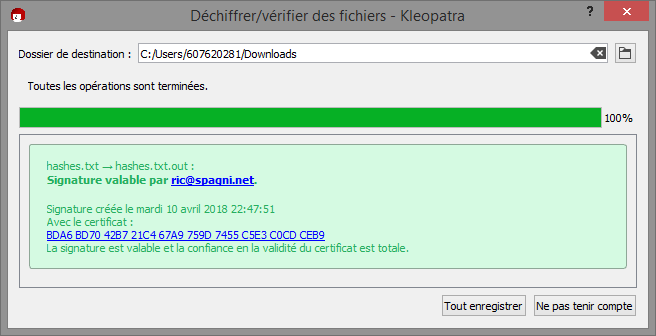 Déchiffrer/vérifier des fichiers - Kleopatra
Dossier de destination : C:/Users/607620281/Downloads
Toutes les opérations sont terminées.
100%
hashes.txt → hashes.txt.out :
Signature valable par ric@spagni.net.
Signature créée le mardi 10 avril 2018 22:47:51
Avec le certificat :
BDA6 BD70 42B7 21C4 67A9 759D 7455 C5E3 C0CD CEB9
La signature est valable et la confiance en la validité du certificat est totale.
Tout enregistrer Ne pas tenir compte